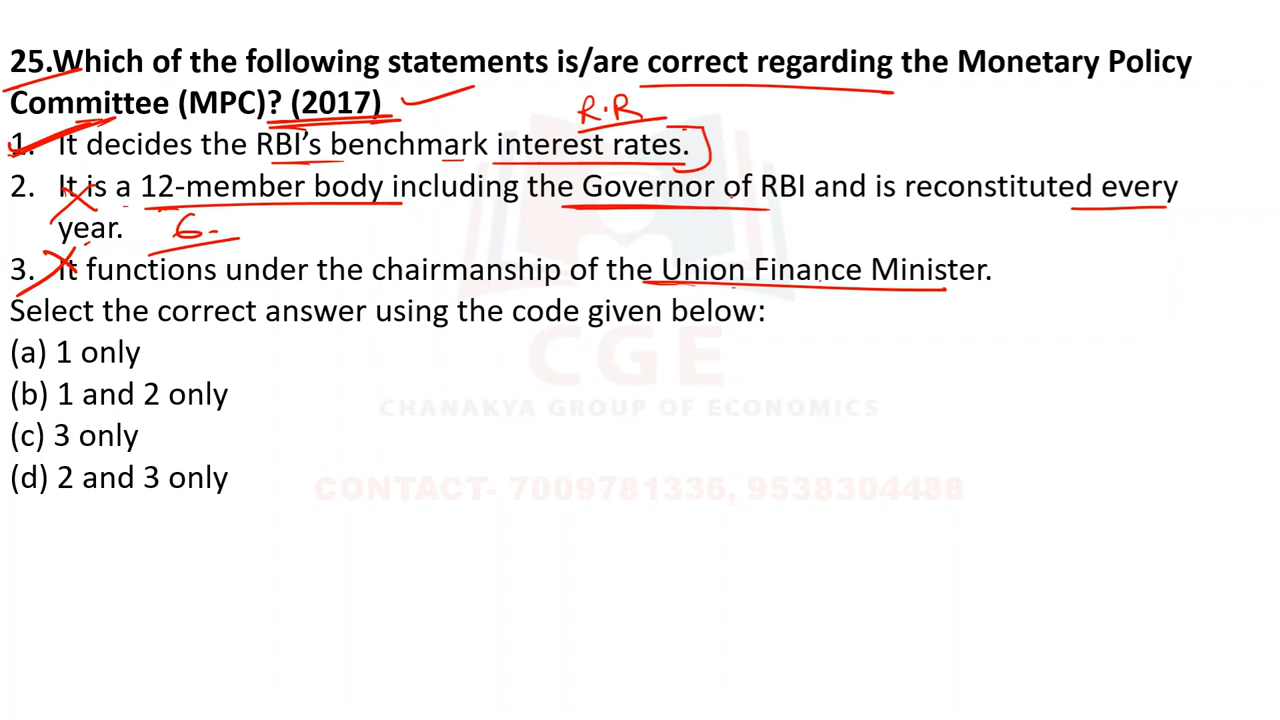 25.Which of the following statements is/are correct regarding the Monetary Policy
Committee (MPC)? (2017)
R.R
1. It decides the RBI's benchmark interest rates.
2. It is a 12-member body including the Governor of RBI and is reconstituted every
year.
6.
3. It functions under the chairmanship of the Union Finance Minister.
Select the correct answer using the code given below:
(a) 1 only
(b) 1 and 2 only
(c) 3 only
(d) 2 and 3 only
CGE
CHANAKYA GROUP OF ECONOMICS
CONTACT- 7009781336, 9538304488